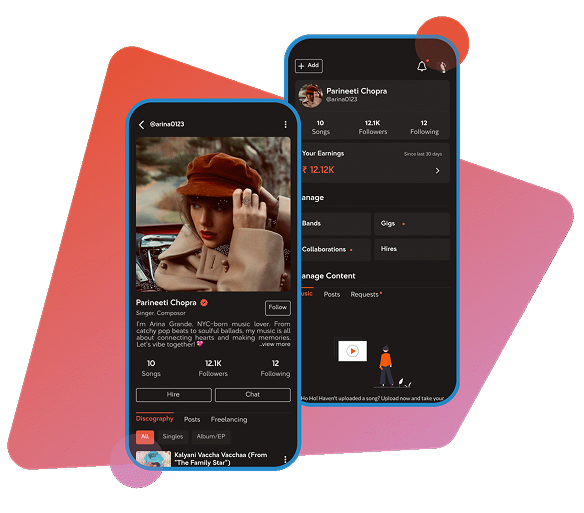 @arina0123
Parineeti Chopra
Singer, Composor
Follow
I'm Arina Grande. NYC-born music lover. From
catchy pop beats to soulful ballads, my music is all
about connecting hearts and making memories.
Let's vibe together! 💖 ...view more
10 12.1K 12
Songs Followers Following
Hire Chat
Discography Posts Freelancing
All Singles Album/EP
Kalyani Vaccha Vacchaa (From
"The Family Star")
+ Add
Parineeti Chopra
@arina0123
10 12.1K 12
Songs Followers Following
Your Earnings Since last 30 days
₹ 12.12K
anage
Bands Gigs
Collaborations Hires
anage Content
usic Posts Requests
Ho Ho! Haven't uploaded a song? Upload now and take your